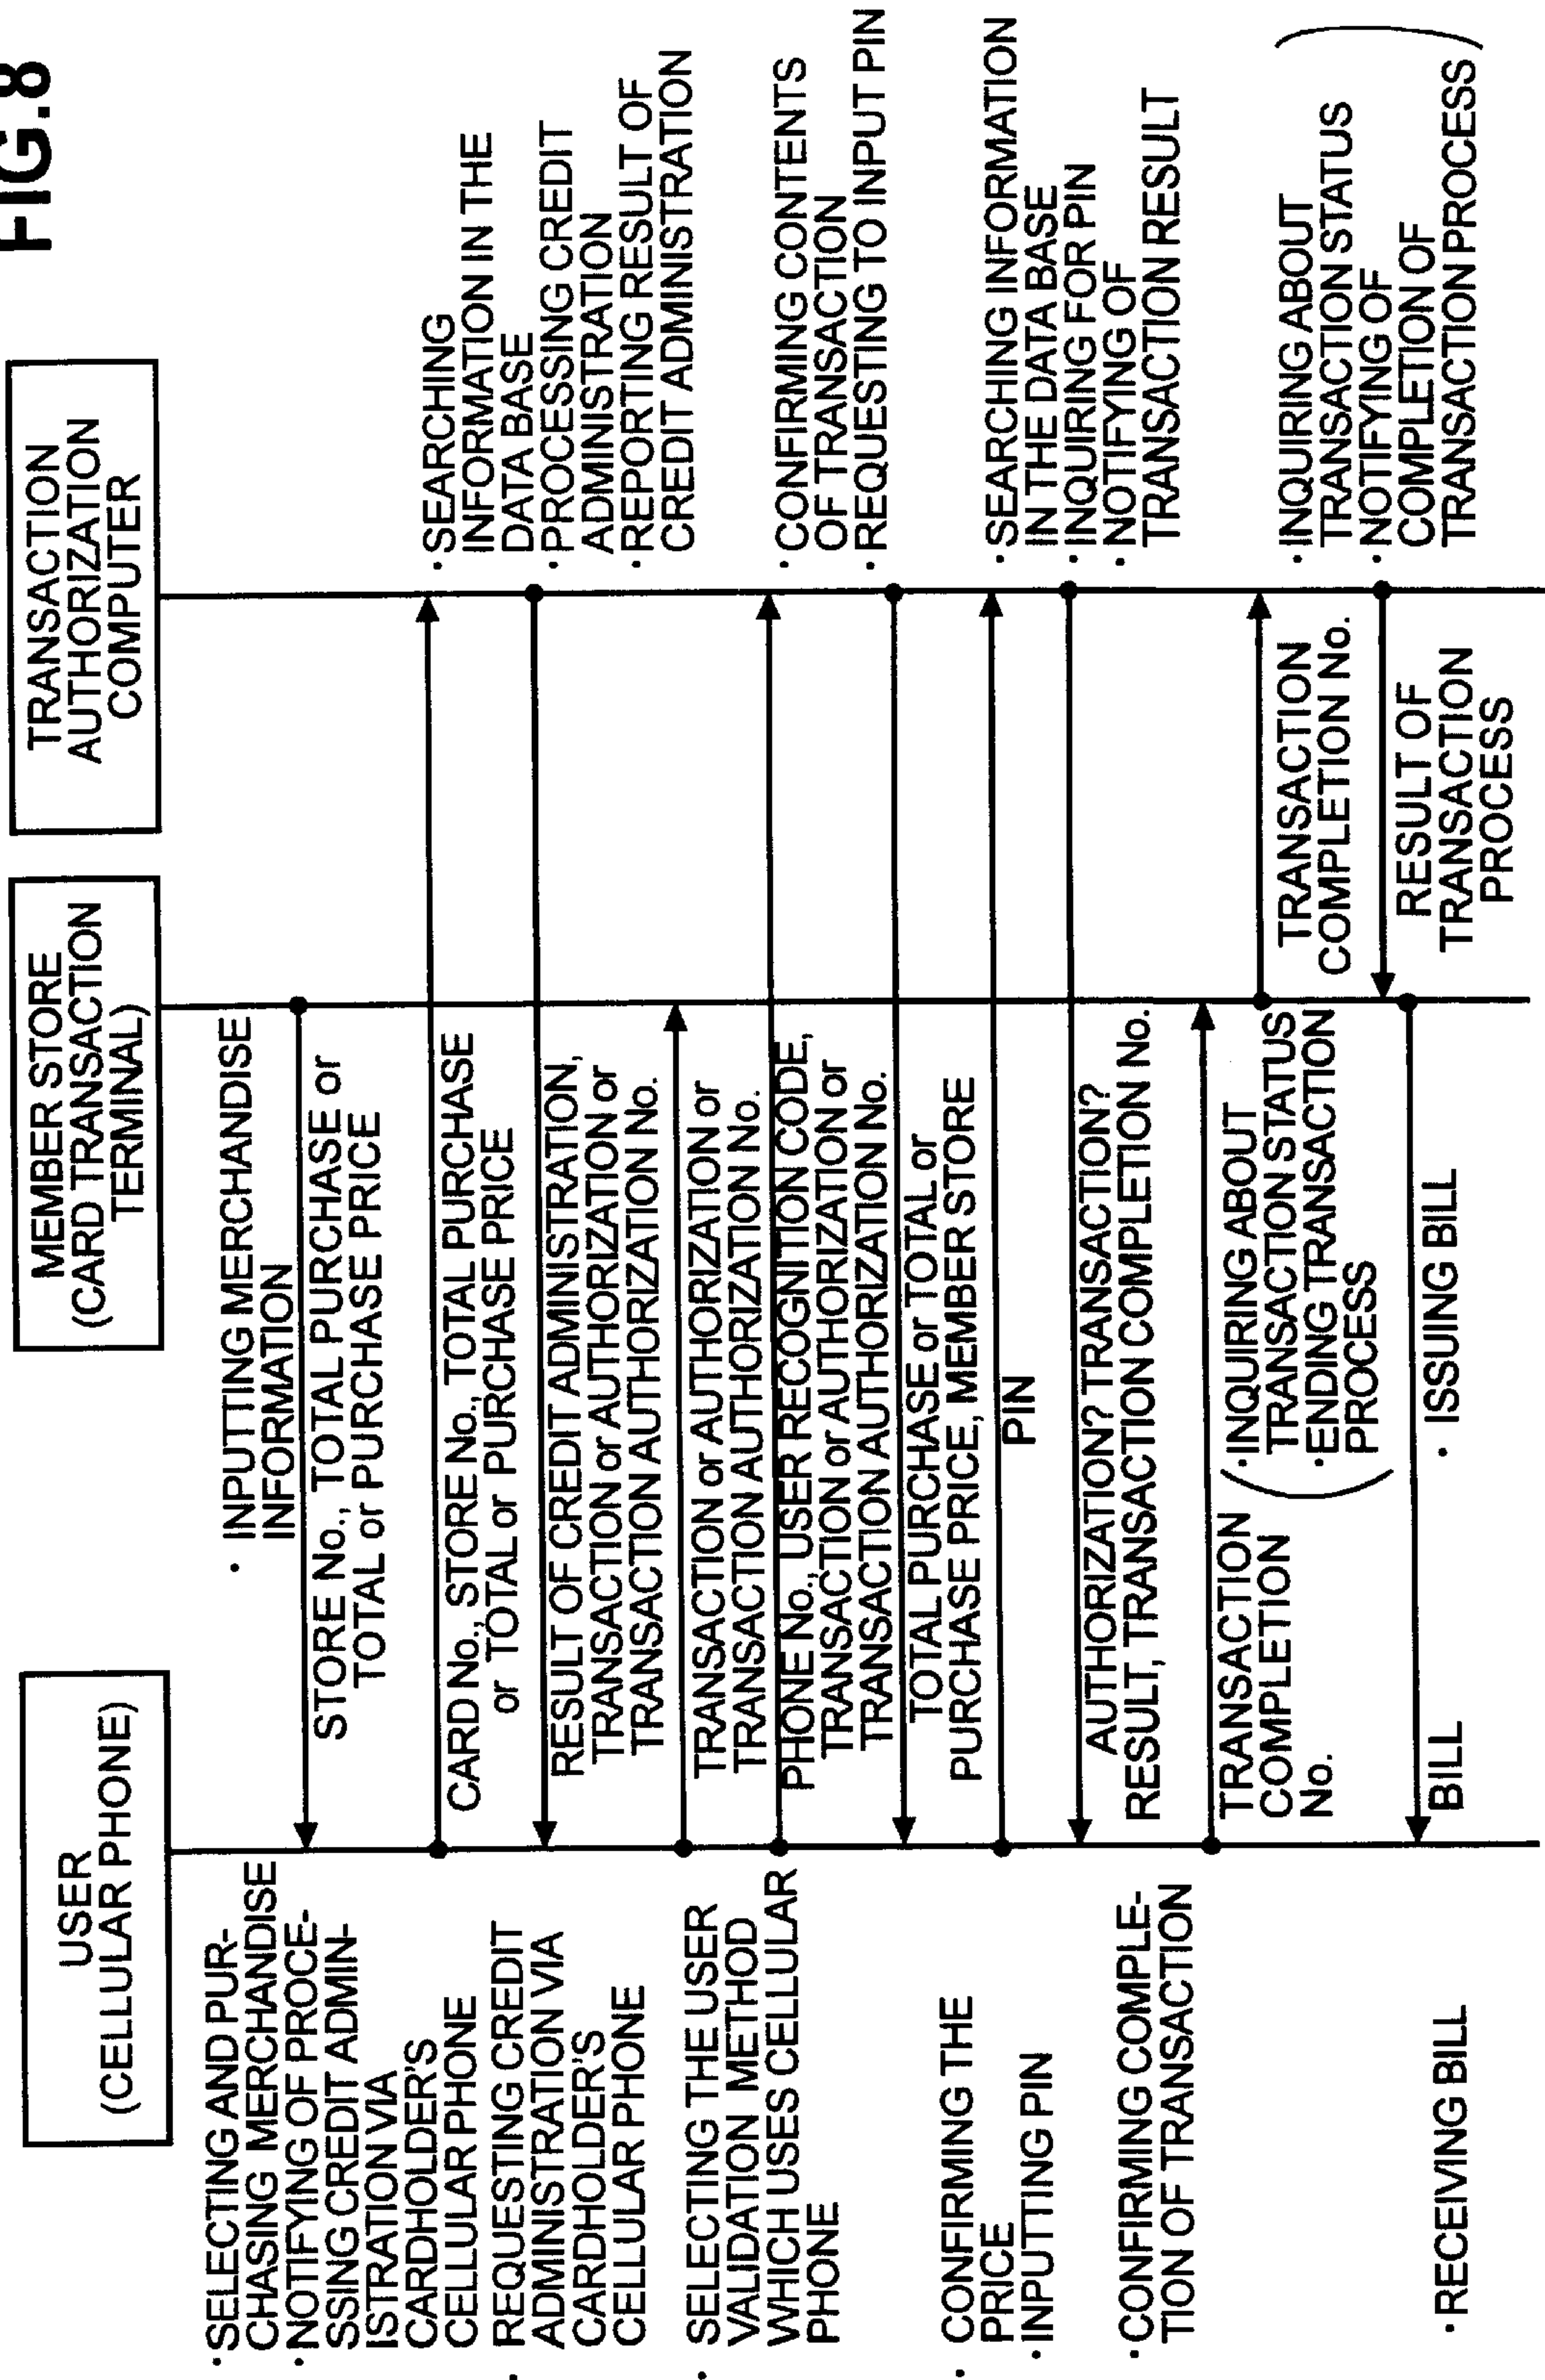 FIG.8
USER
(CELLULAR PHONE)
MEMBER STORE
(CARD TRANSACTION
TERMINAL)
TRANSACTION
AUTHORIZATION
COMPUTER
· SELECTING AND PUR-
CHASING MERCHANDISE
· NOTIFYING OF PROCE-
SSING CREDIT ADMIN-
ISTRATION VIA
CARDHOLDER'S
CELLULAR PHONE
· INPUTTING MERCHANDISE
INFORMATION
STORE No., TOTAL PURCHASE or
TOTAL or PURCHASE PRICE
· REQUESTING CREDIT
ADMINISTRATION VIA
CARDHOLDER'S
CELLULAR PHONE
CARD No., STORE No., TOTAL PURCHASE
or TOTAL or PURCHASE PRICE
· SEARCHING
INFORMATION IN THE
DATA BASE
· PROCESSING CREDIT
ADMINISTRATION
· REPORTING RESULT OF
CREDIT ADMINISTRATION
RESULT OF CREDIT ADMINISTRATION,
TRANSACTION or AUTHORIZATION or
TRANSACTION AUTHORIZATION No.
· SELECTING THE USER
VALIDATION METHOD
WHICH USES CELLULAR
PHONE
TRANSACTION or AUTHORIZATION or
TRANSACTION AUTHORIZATION No.
PHONE No., USER RECOGNITION CODE,
TRANSACTION or AUTHORIZATION or
TRANSACTION AUTHORIZATION No.
· CONFIRMING CONTENTS
OF TRANSACTION
· REQUESTING TO INPUT PIN
TOTAL PURCHASE or TOTAL or
PURCHASE PRICE, MEMBER STORE
· CONFIRMING THE
PRICE
· INPUTTING PIN
PIN
· SEARCHING INFORMATION
IN THE DATA BASE
· INQUIRING FOR PIN
· NOTIFYING OF
TRANSACTION RESULT
AUTHORIZATION? TRANSACTION?
RESULT, TRANSACTION COMPLETION No.
· CONFIRMING COMPLE-
TION OF TRANSACTION
TRANSACTION
COMPLETION
No.
( · INQUIRING ABOUT
TRANSACTION STATUS
· ENDING TRANSACTION
PROCESS
TRANSACTION
COMPLETION No.
· INQUIRING ABOUT
TRANSACTION STATUS
· NOTIFYING OF
COMPLETION OF
TRANSACTION PROCESS )
RESULT OF
TRANSACTION
PROCESS
· ISSUING BILL
BILL
· RECEIVING BILL